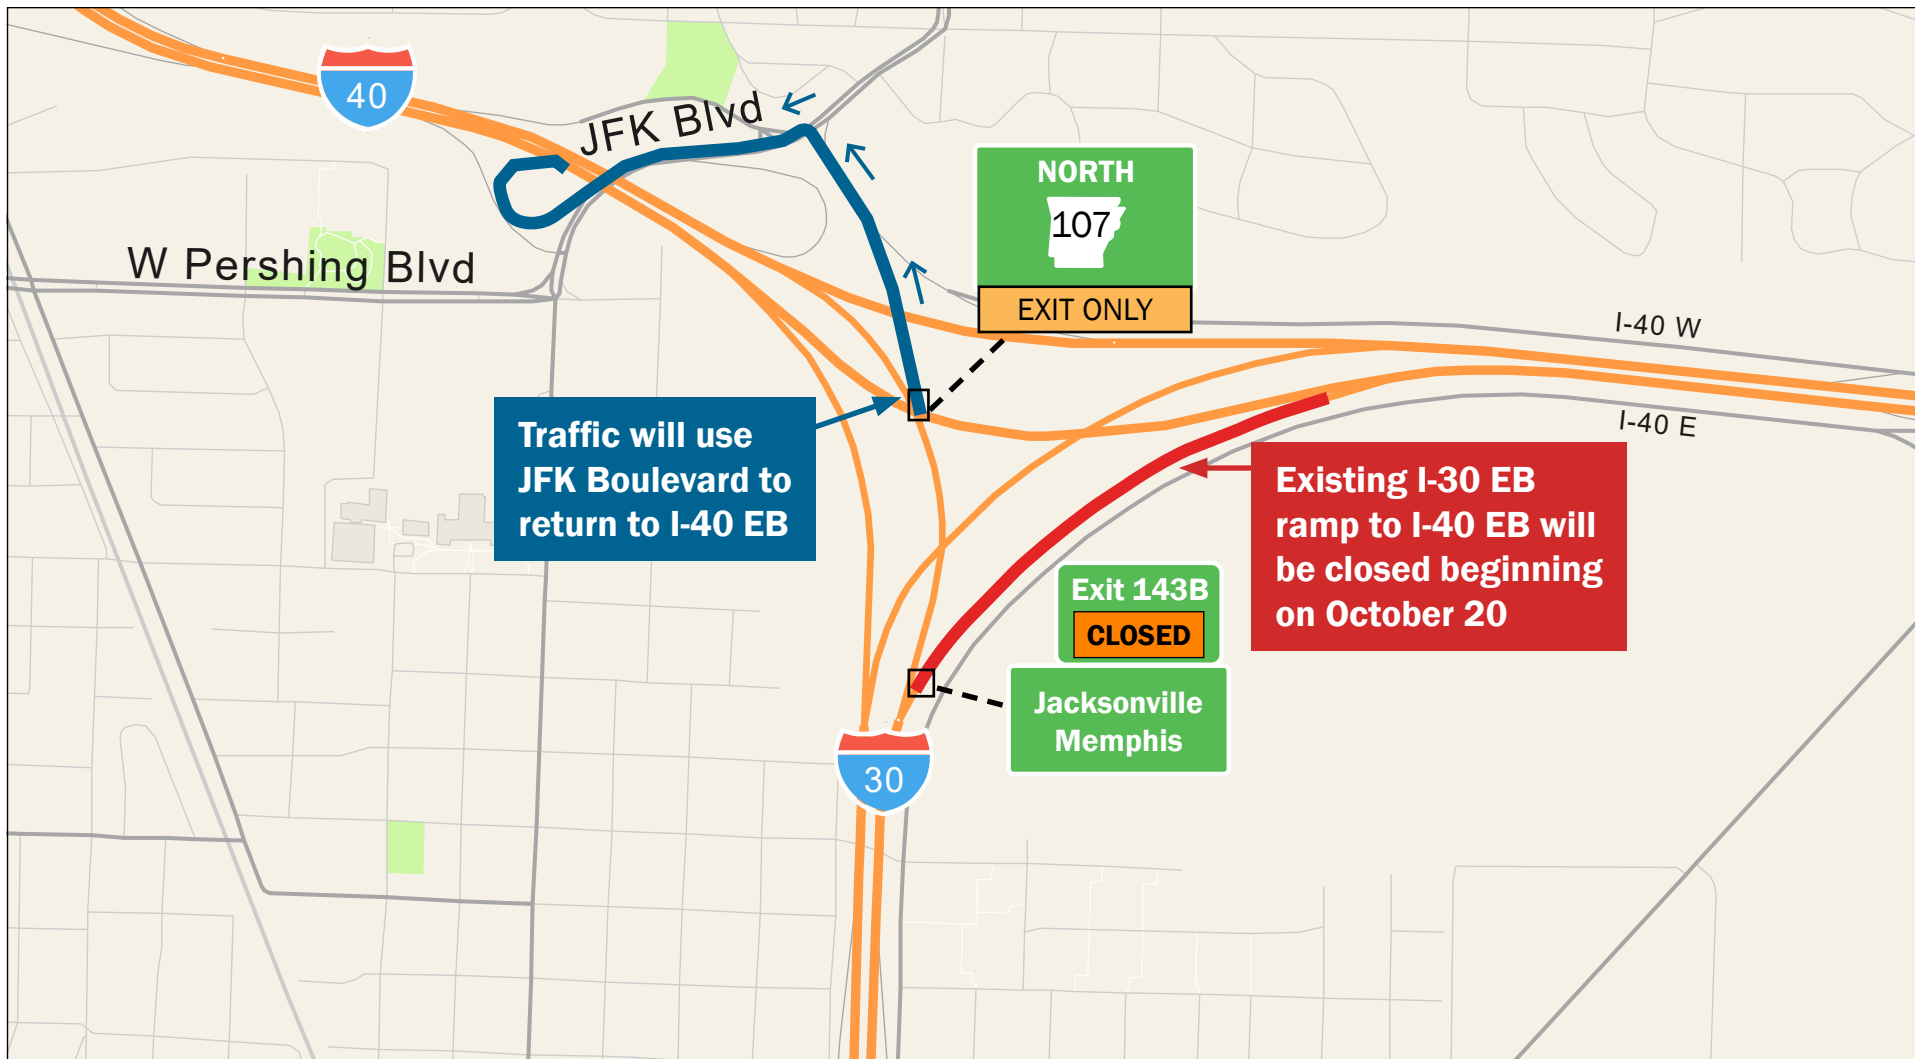 40
JFK Blvd
NORTH
107
EXIT ONLY
W Pershing Blvd
I-40 W
I-40 E
Traffic will use
JFK Boulevard to
return to I-40 EB
Existing I-30 EB
ramp to I-40 EB will
be closed beginning
on October 20
Exit 143B
CLOSED
Jacksonville
Memphis
30